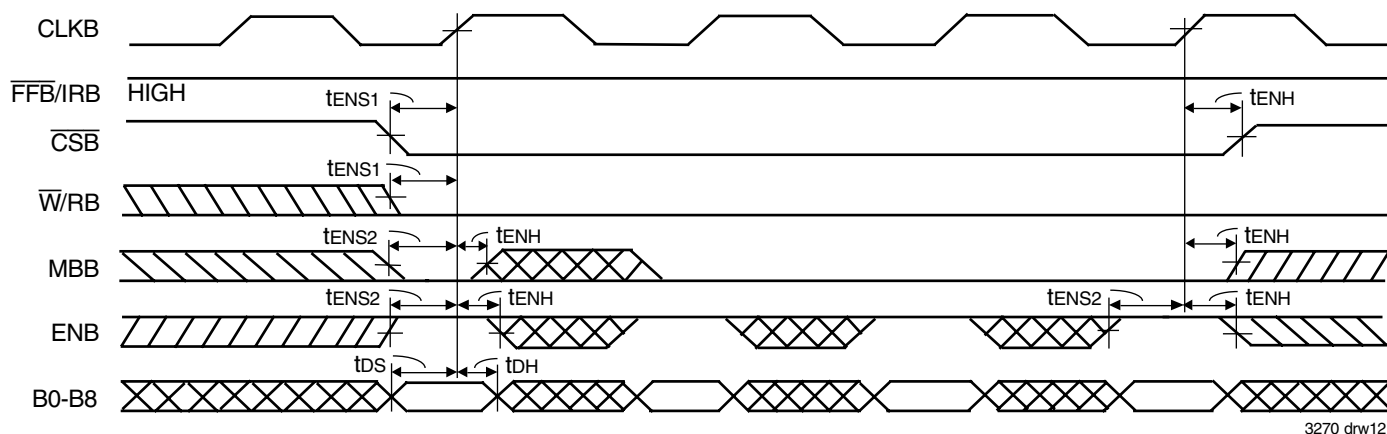 CLKB
FFB/IRB HIGH
tENS1 tENH
CSB
tENS1
W/RB
tENS2 tENH tENH
MBB
tENS2 tENH tENS2 tENH
ENB
tDS tDH
B0-B8
3270 drw12